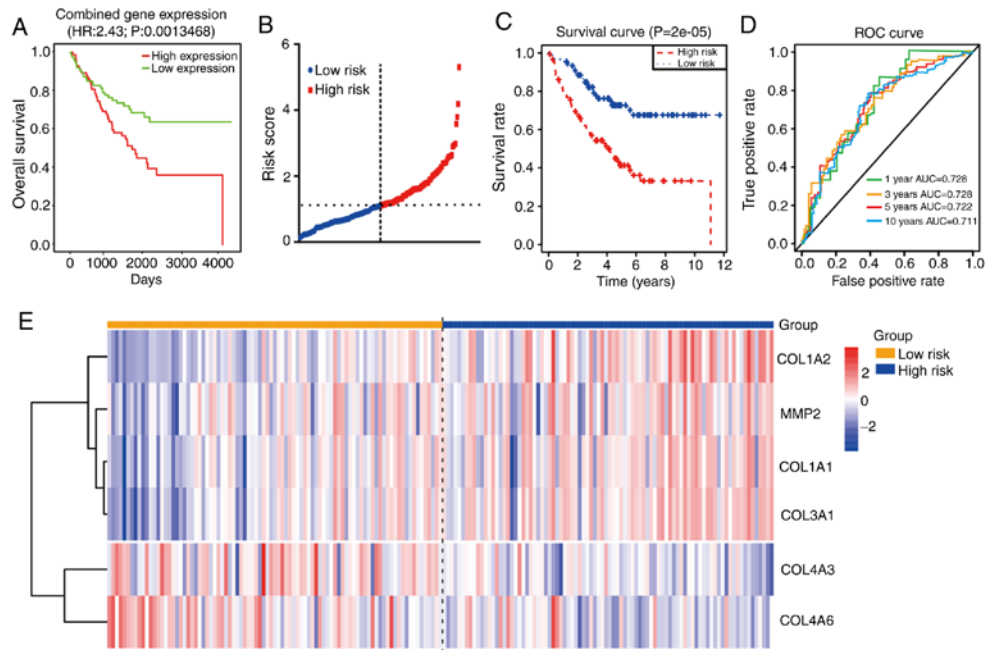 A
Combined gene expression
(HR:2.43; P:0.0013468)
High expression
Low expression
Overall survival
1.0
0.8
0.6
0.4
0.2
0.0
0 1000 2000 3000 4000
Days
B
Low risk
High risk
Risk score
6
4
2
0
C
Survival curve (P=2e-05)
High risk
Low risk
Survival rate
1.0
0.8
0.6
0.4
0.2
0.0
0 2 4 6 8 10 12
Time (years)
D
ROC curve
True positive rate
1.0
0.8
0.6
0.4
0.2
0.0
1 year AUC=0.728
3 years AUC=0.728
5 years AUC=0.722
10 years AUC=0.711
0.0 0.2 0.4 0.6 0.8 1.0
False positive rate
E
Group
COL1A2
MMP2
COL1A1
COL3A1
COL4A3
COL4A6
2
0
−2
Group
Low risk
High risk